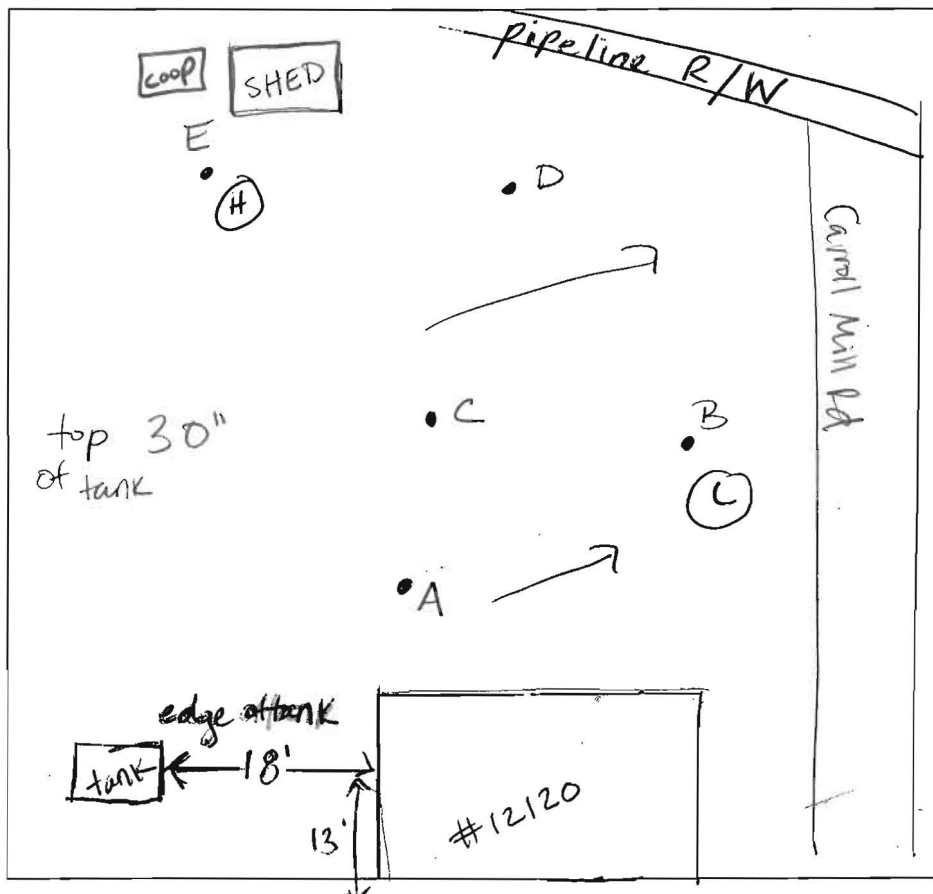 pipeline R/W
coop
SHED
E
H
D
Carroll Mill Rd
C
B
top 30"
of tank
L
A
edge of tank
tank
18'
13'
#12120